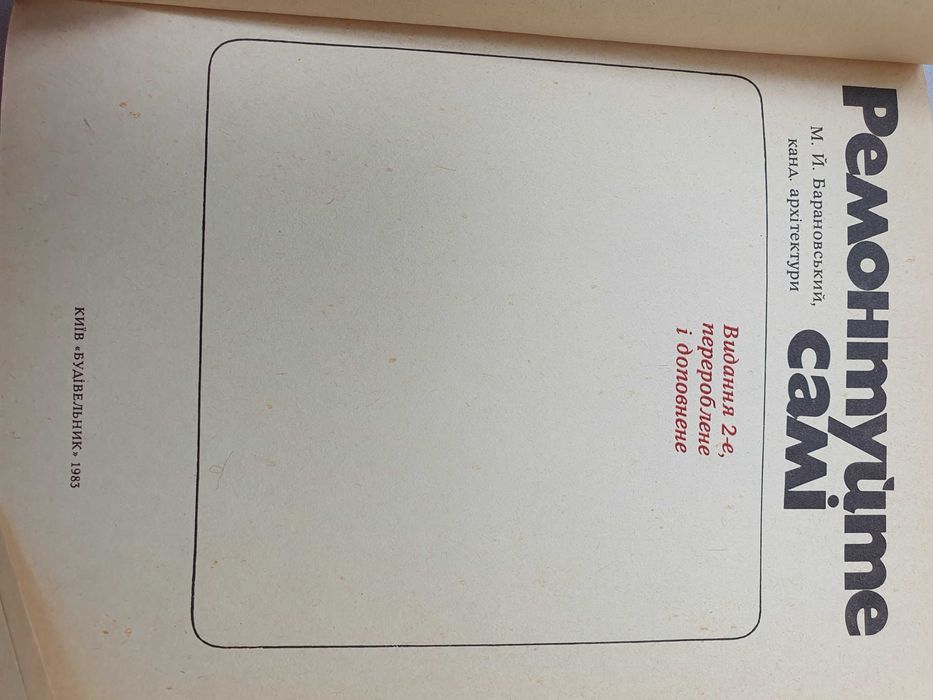 Ремонтуйте
самі
М. Й. Барановський,
канд. архітектури
Видання 2-е,
перероблене
і доповнене
КИЇВ «БУДІВЕЛЬНИК» 1983